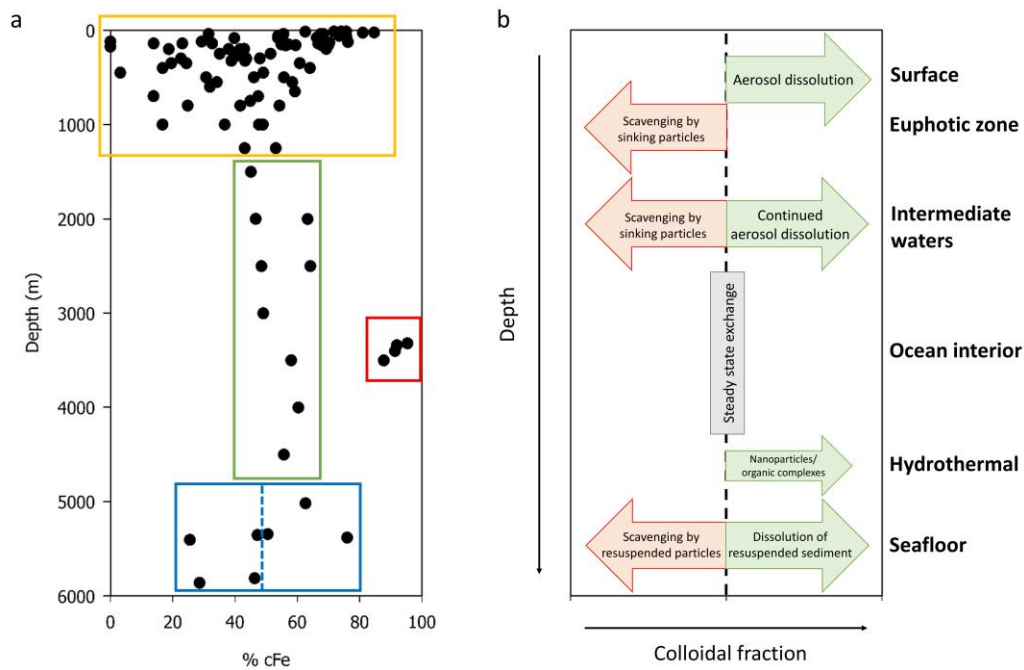 a
0
1000
2000
3000
4000
5000
6000
Depth (m)
0
20
40
60
80
100
% cFe
b
Aerosol dissolution
Surface
Scavenging by
sinking particles
Euphotic zone
Scavenging by
sinking particles
Continued
aerosol dissolution
Intermediate
waters
Depth
Steady state exchange
Ocean interior
Nanoparticles/
organic complexes
Hydrothermal
Scavenging by
resuspended particles
Dissolution of
resuspended sediment
Seafloor
Colloidal fraction